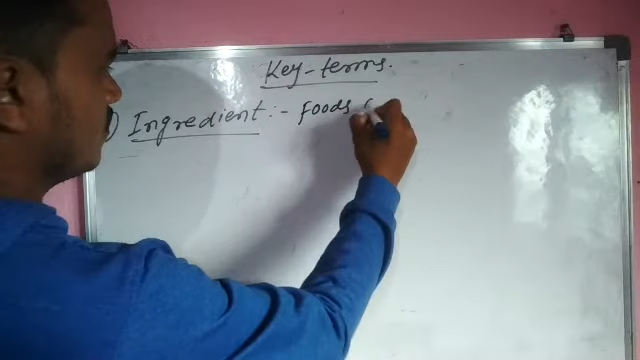 Key-terms.
) Ingredient :- Foods